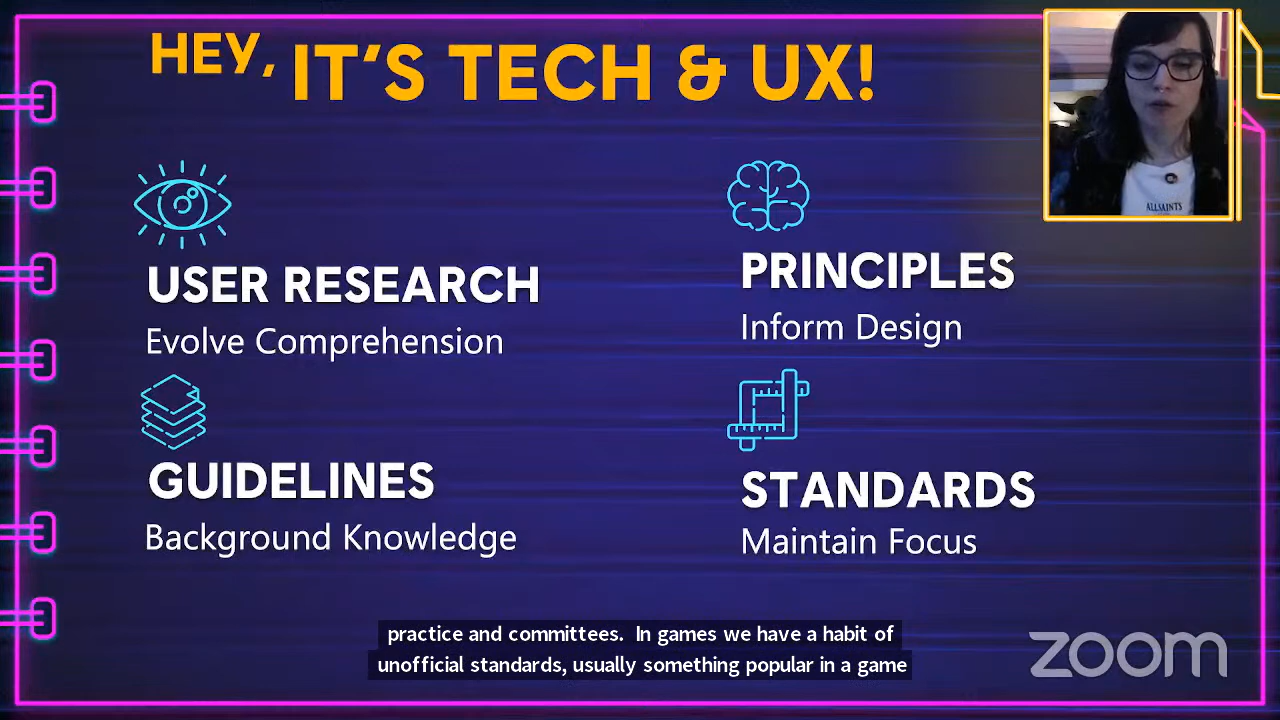 HEY, IT'S TECH & UX!
USER RESEARCH
Evolve Comprehension
PRINCIPLES
Inform Design
GUIDELINES
Background Knowledge
STANDARDS
Maintain Focus
ALLSAINTS
practice and committees. In games we have a habit of
unofficial standards, usually something popular in a game
zoom